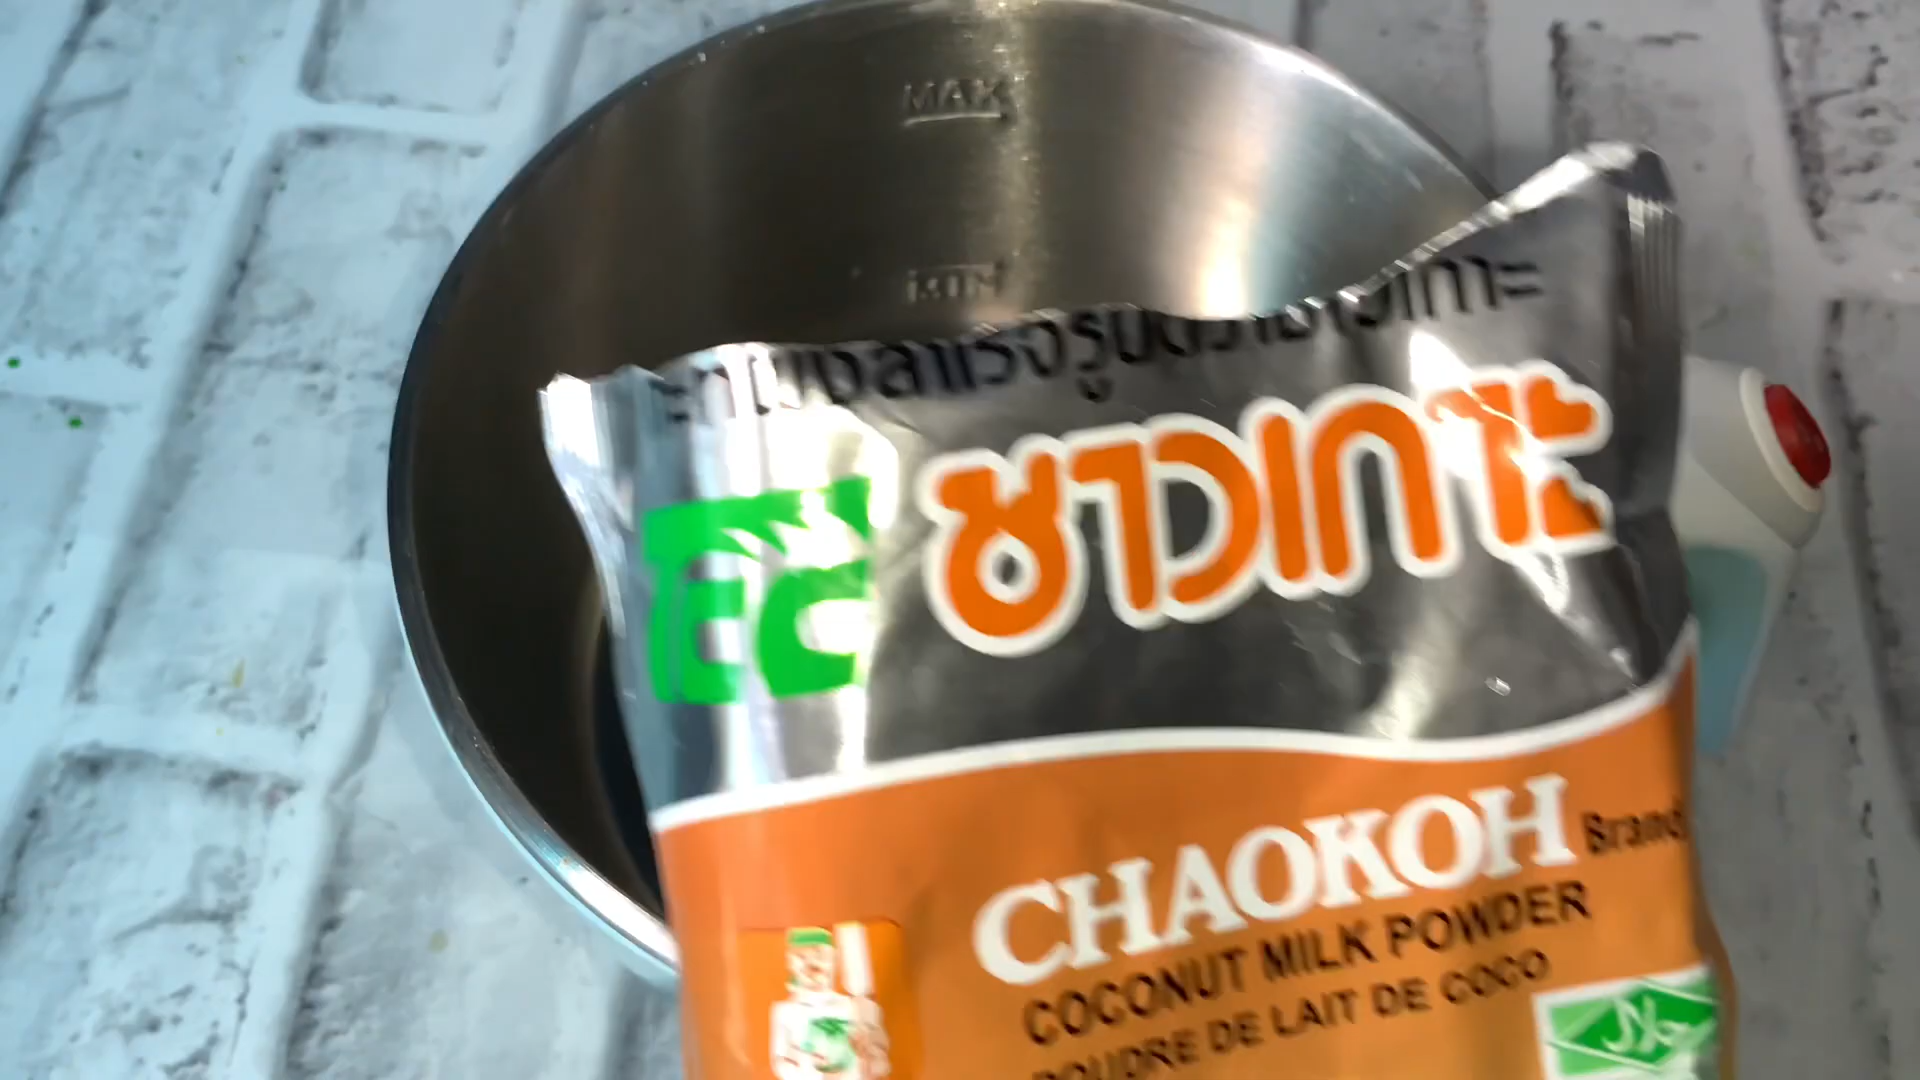 MAX
MIN
ชาวเกาะ
CHAOKOH Brand
COCONUT MILK POWDER
POUDRE DE LAIT DE COCO